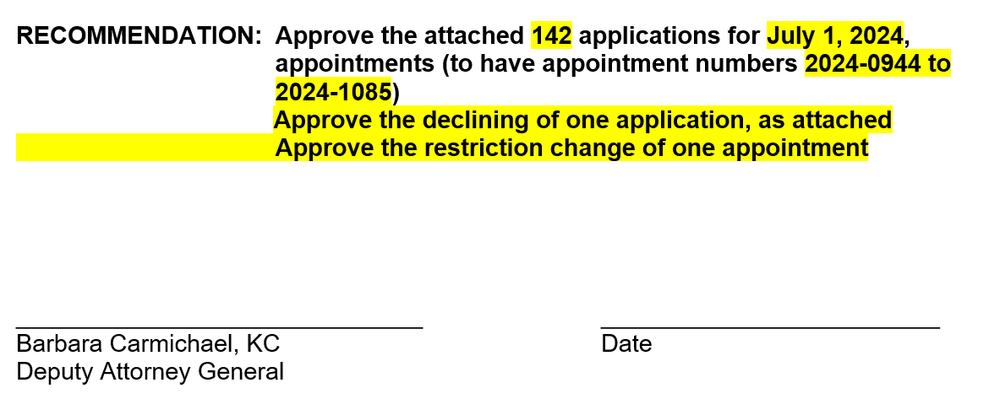 RECOMMENDATION: Approve the attached 142 applications for July 1, 2024,
appointments (to have appointment numbers 2024-0944 to
2024-1085)
Approve the declining of one application, as attached
Approve the restriction change of one appointment
Barbara Carmichael, KC
Deputy Attorney General
Date